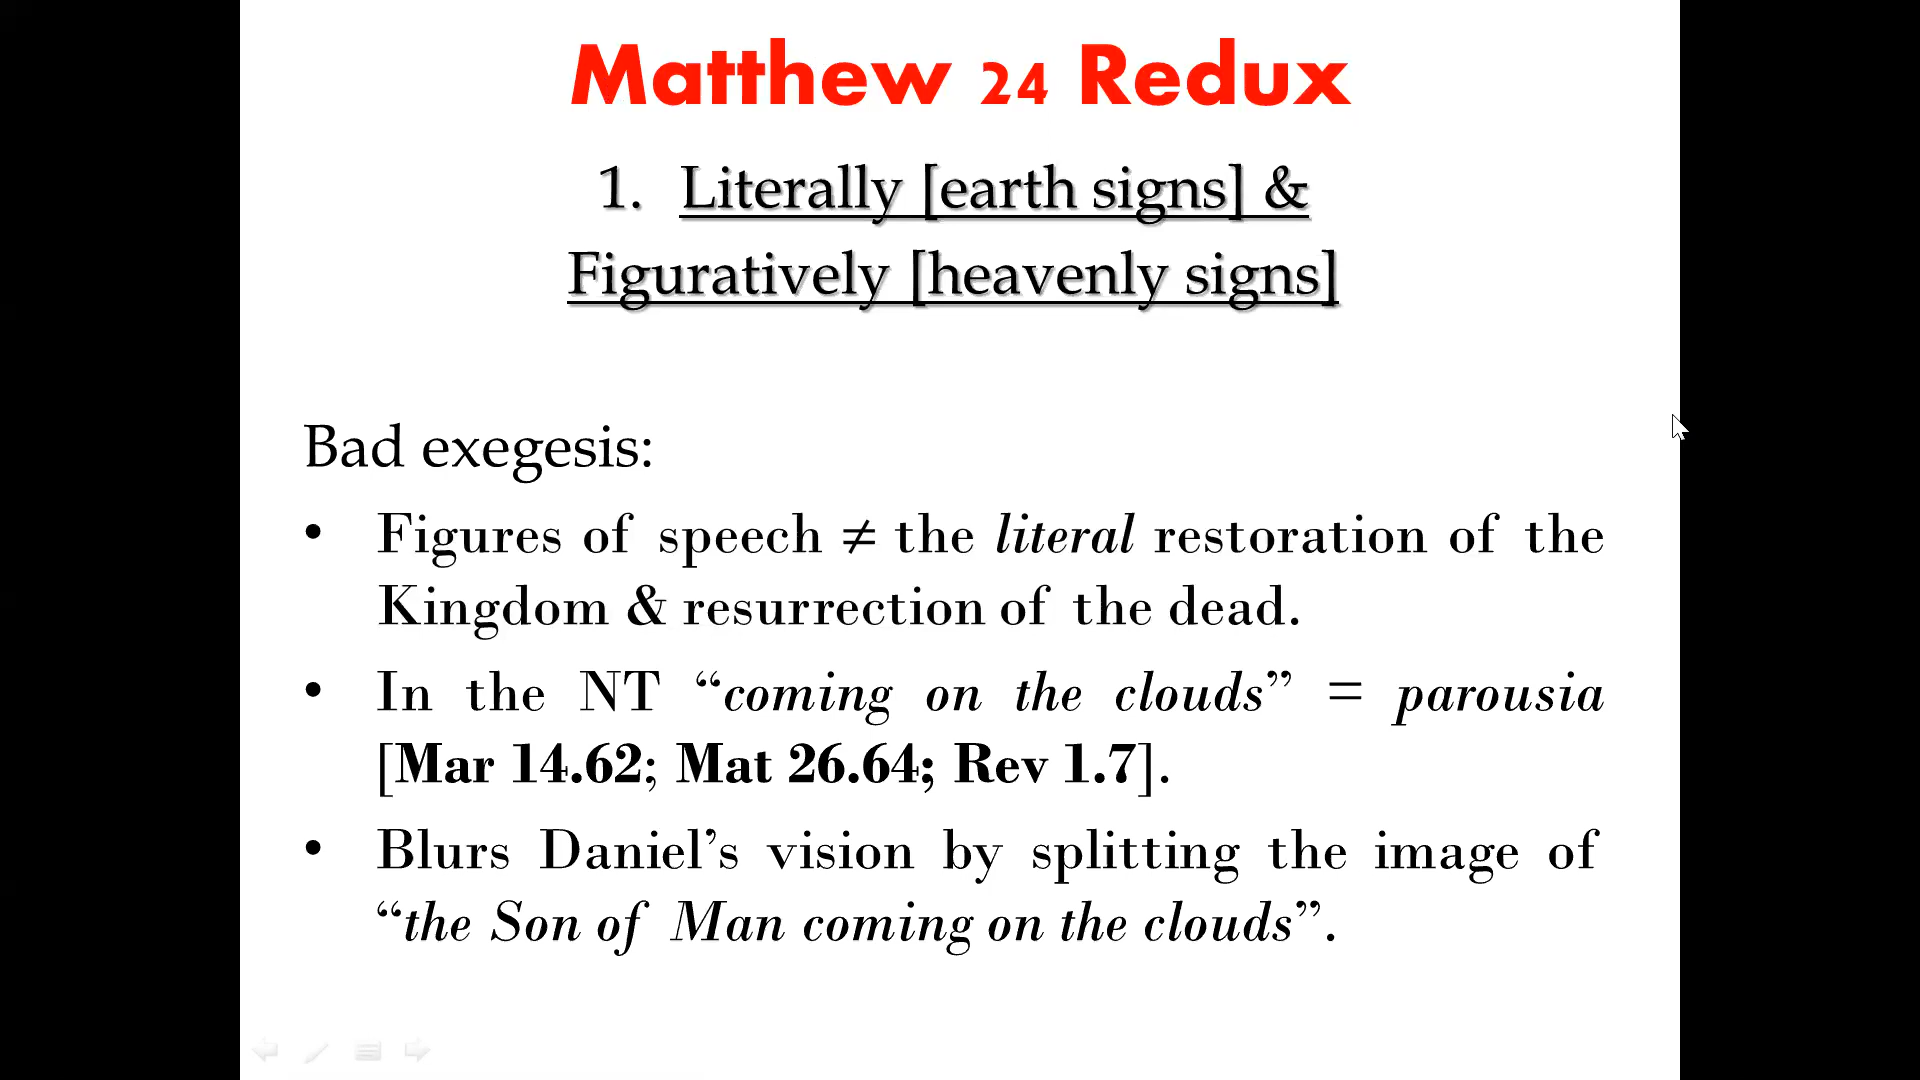 Matthew 24 Redux
1. Literally [earth signs] &
Figuratively [heavenly signs]
Bad exegesis:
• Figures of speech ≠ the literal restoration of the
Kingdom & resurrection of the dead.
• In the NT “coming on the clouds” = parousia
[Mar 14.62; Mat 26.64; Rev 1.7].
• Blurs Daniel’s vision by splitting the image of
“the Son of Man coming on the clouds”.